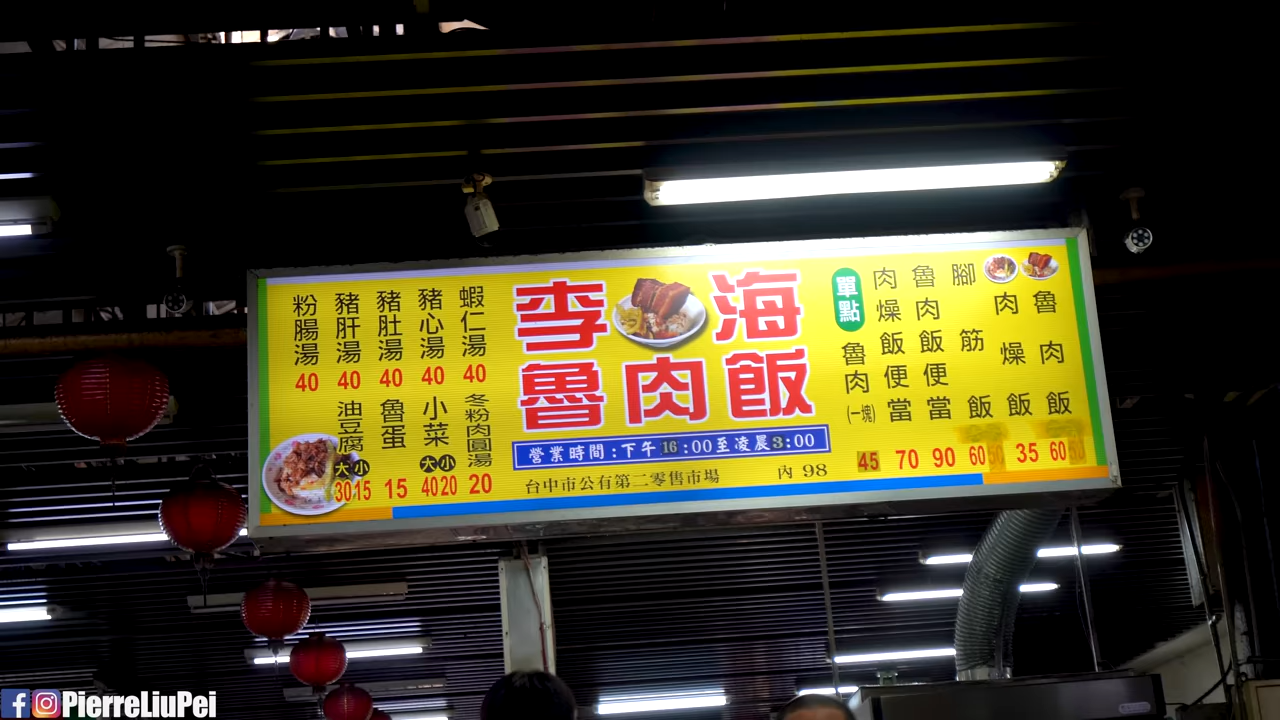 李海
魯肉飯
營業時間:下午16:00至凌晨3:00
台中市公有第二零售市場 內 98
魯肉飯 60
肉燥飯 35
腳筋飯 60
魯肉飯便當 90
肉燥飯便當 70
單點 魯肉(一塊) 45
蝦仁湯 40
豬心湯 40
豬肚湯 40
豬肝湯 40
粉腸湯 40
冬粉肉圓湯 20
小菜 大 小 40 20
魯蛋 15
油豆腐 大 小 30 15
PierreLiuPei